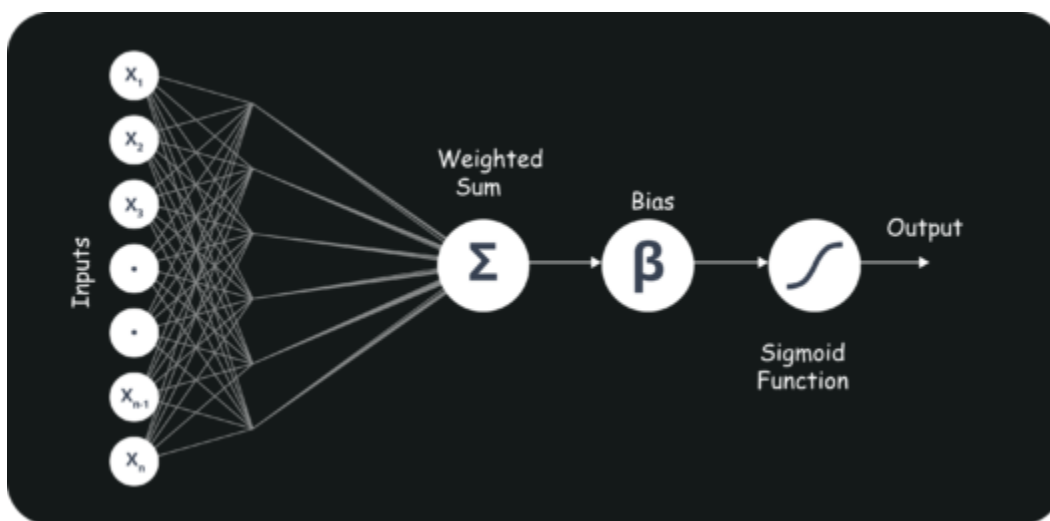 X₁
X₂
X₃
·
·
Xₙ₋₁
Xₙ
Inputs
Weighted
Sum
Σ
Bias
β
Sigmoid
Function
Output